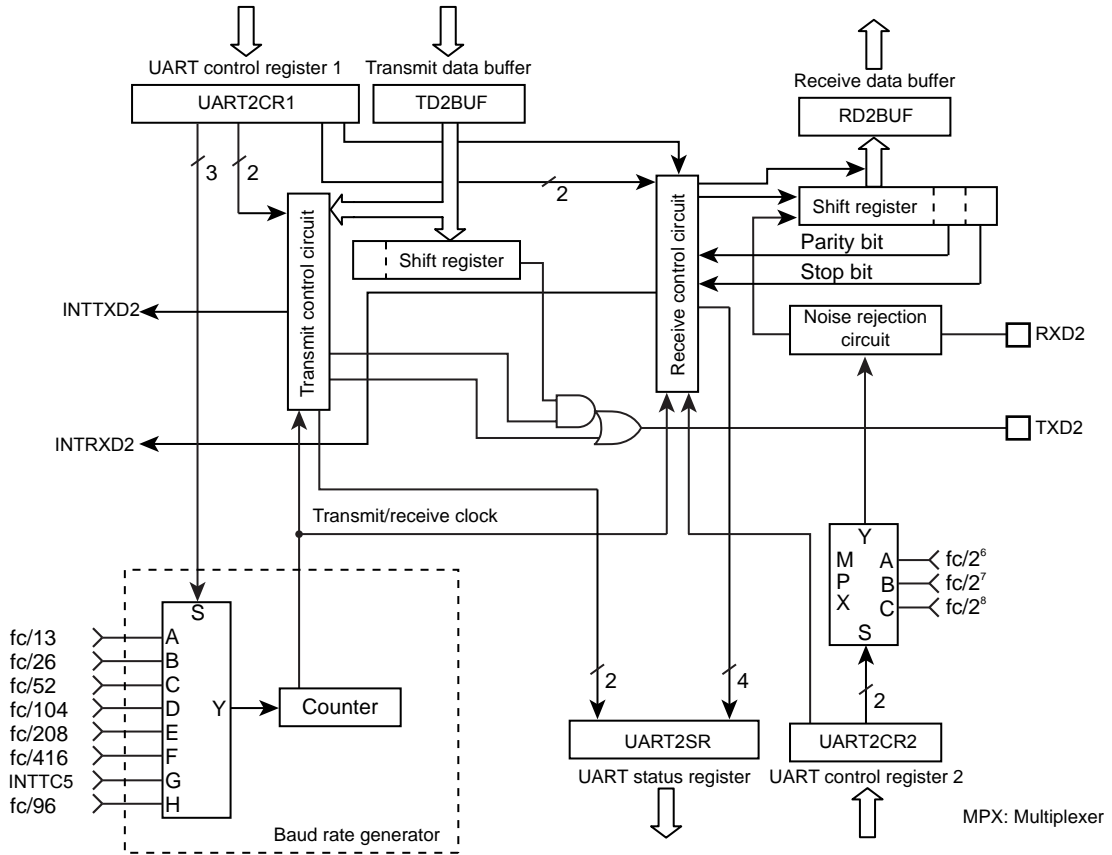 UART control register 1
Transmit data buffer
Receive data buffer
UART2CR1
TD2BUF
RD2BUF
3
2
2
Shift register
Shift register
Parity bit
Stop bit
Transmit control circuit
Receive control circuit
INTTXD2
Noise rejection
circuit
RXD2
INTRXD2
TXD2
Transmit/receive clock
Y
M
P
X
A
B
C
S
fc/2⁶
fc/2⁷
fc/2⁸
S
fc/13
A
fc/26
B
fc/52
C
fc/104
D
Y
Counter
fc/208
E
fc/416
F
INTTC5
G
fc/96
H
2
4
2
UART2SR
UART2CR2
UART status register
UART control register 2
Baud rate generator
MPX: Multiplexer